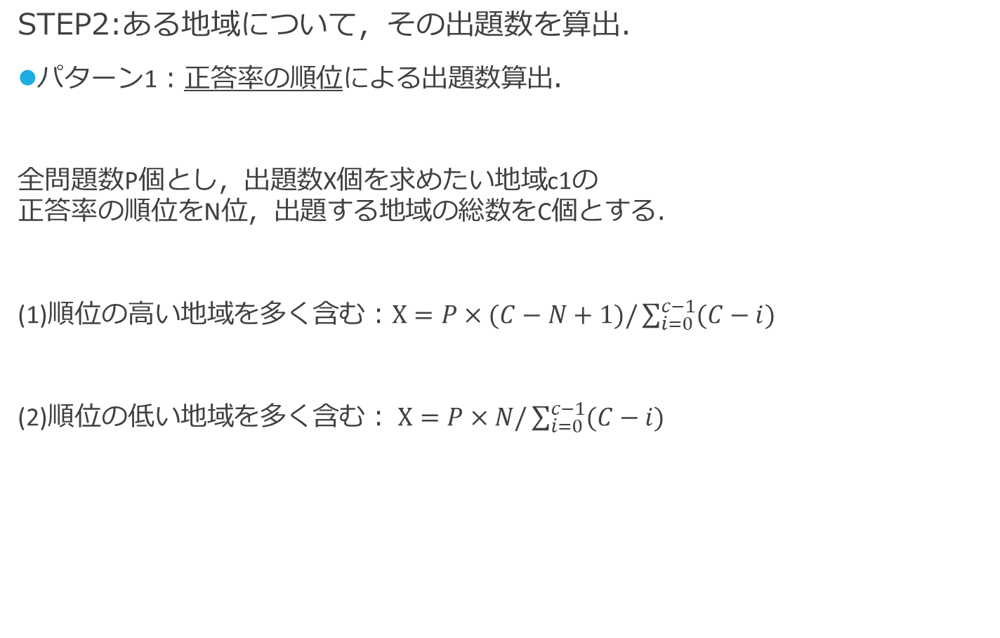 STEP2:ある地域について，その出題数を算出.
●パターン1：正答率の順位による出題数算出.
全問題数P個とし，出題数X個を求めたい地域c1の
正答率の順位をN位，出題する地域の総数をC個とする.
(1)順位の高い地域を多く含む：X = P × (C − N + 1)/∑_{i=0}^{c−1}(C − i)
(2)順位の低い地域を多く含む： X = P × N/∑_{i=0}^{c−1}(C − i)